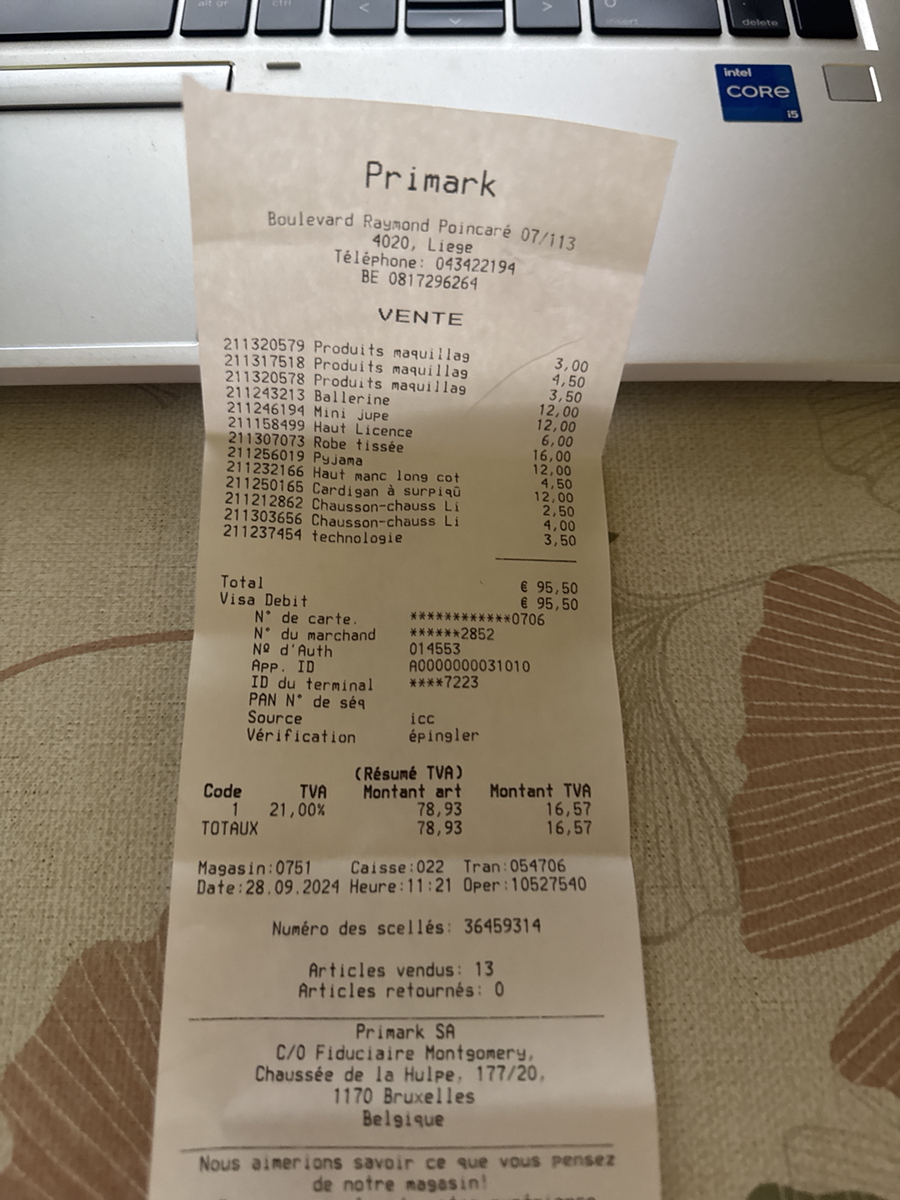 alt gr
ctrl
<
>
insert
delete
intel
CORE
i5
Primark
Boulevard Raymond Poincaré 07/113
4020, Liege
Téléphone: 043422194
BE 0817296264
VENTE
211320579 Produits maquillag 3,00
211317518 Produits maquillag 4,50
211320578 Produits maquillag 3,50
211243213 Ballerine 12,00
211246194 Mini jupe 12,00
211158499 Haut Licence 6,00
211307073 Robe tissée 16,00
211256019 Pyjama 12,00
211232166 Haut manc long cot 4,50
211250165 Cardigan à surpiqû 12,00
211212862 Chausson-chauss Li 2,50
211303656 Chausson-chauss Li 4,00
211237454 technologie 3,50
Total € 95,50
Visa Debit € 95,50
N° de carte. ************0706
N° du marchand ******2852
Nº d'Auth 014553
App. ID A0000000031010
ID du terminal ****7223
PAN N° de séq
Source icc
Vérification épingler
(Résumé TVA)
Code TVA Montant art Montant TVA
1 21,00% 78,93 16,57
TOTAUX 78,93 16,57
Magasin:0751 Caisse:022 Tran:054706
Date:28.09.2024 Heure:11:21 Oper:10527540
Numéro des scellés: 36459314
Articles vendus: 13
Articles retournés: 0
Primark SA
C/O Fiduciaire Montgomery,
Chaussée de la Hulpe, 177/20,
1170 Bruxelles
Belgique
Nous aimerions savoir ce que vous pensez
de notre magasin!